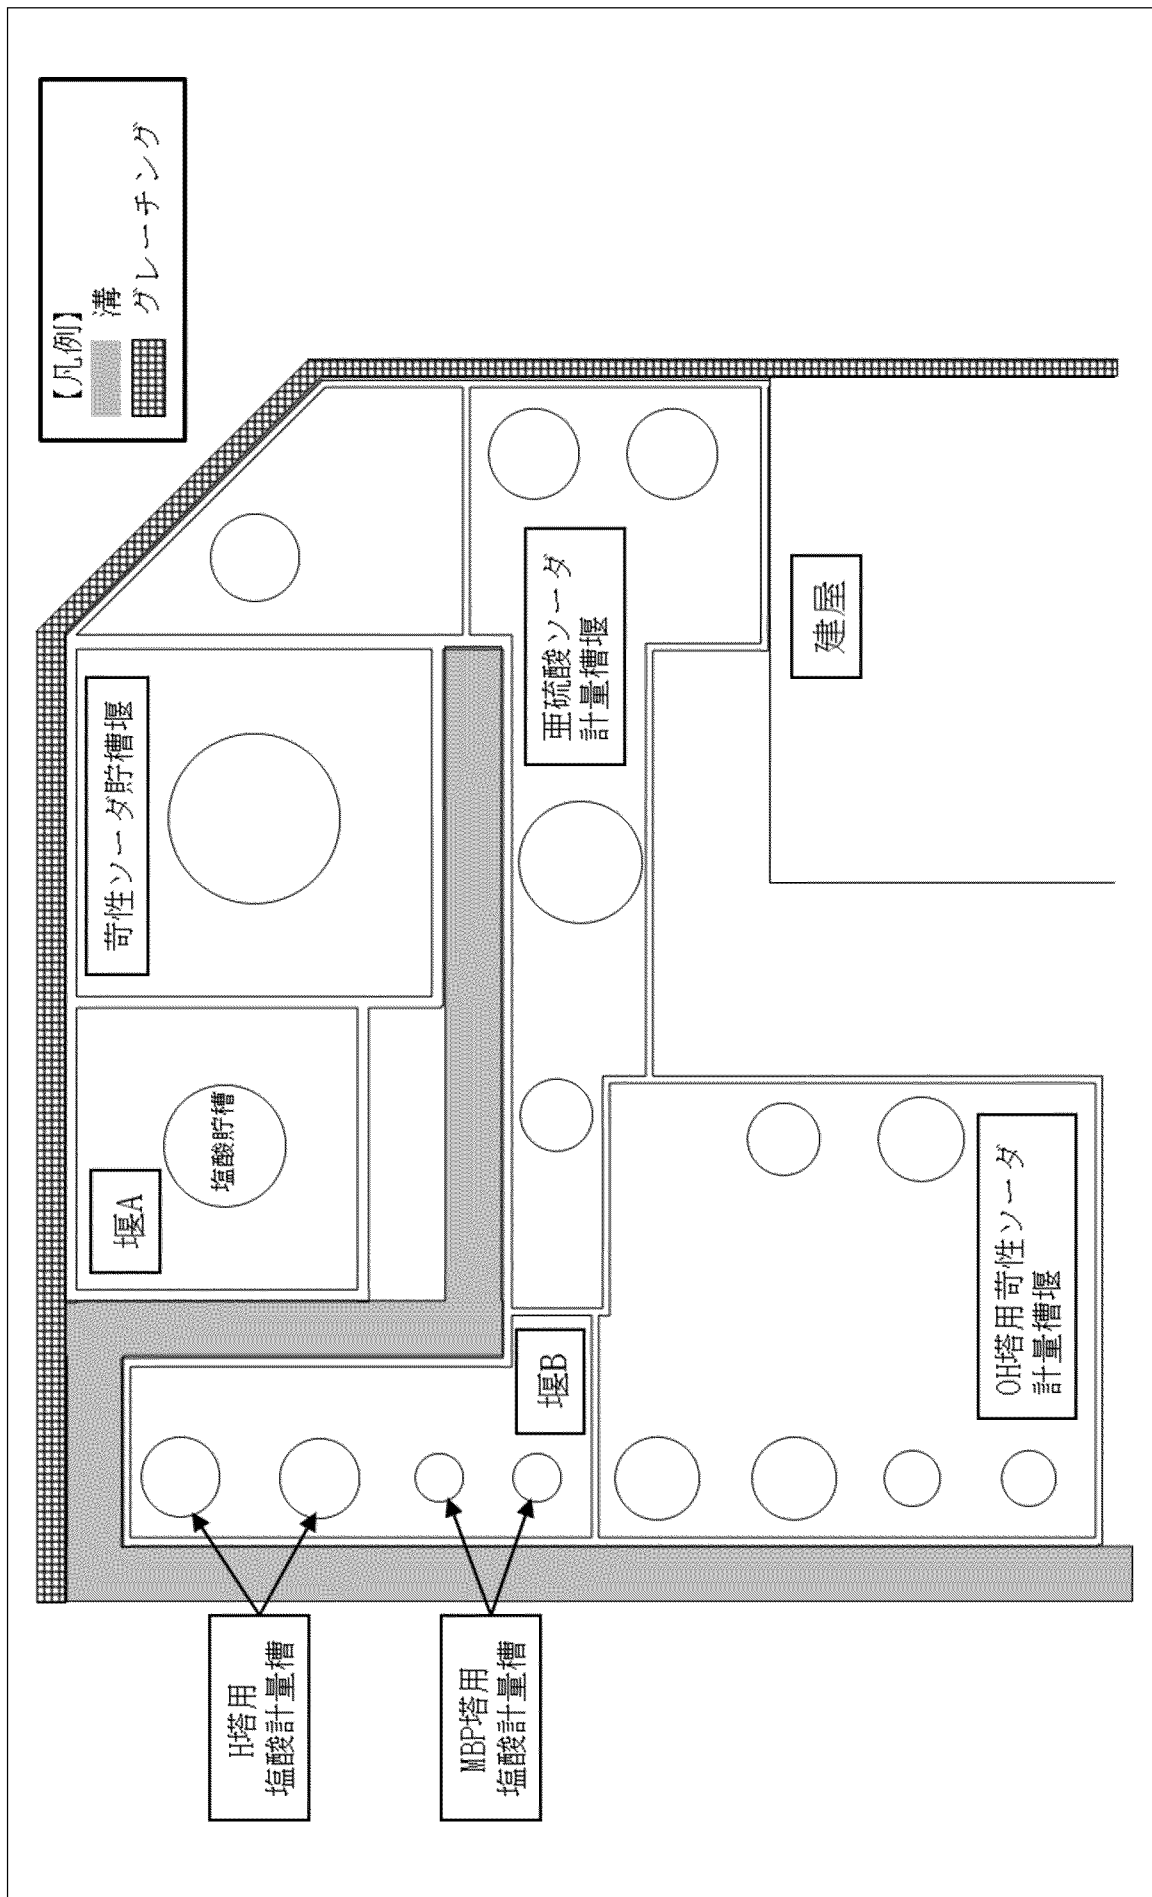 【凡例】
溝
グレーチング
苛性ソーダ貯槽堰
堰A
塩酸貯槽
亜硫酸ソーダ
計量槽堰
建屋
堰B
OH塔用苛性ソーダ
計量槽堰
H塔用
塩酸計量槽
MBP塔用
塩酸計量槽